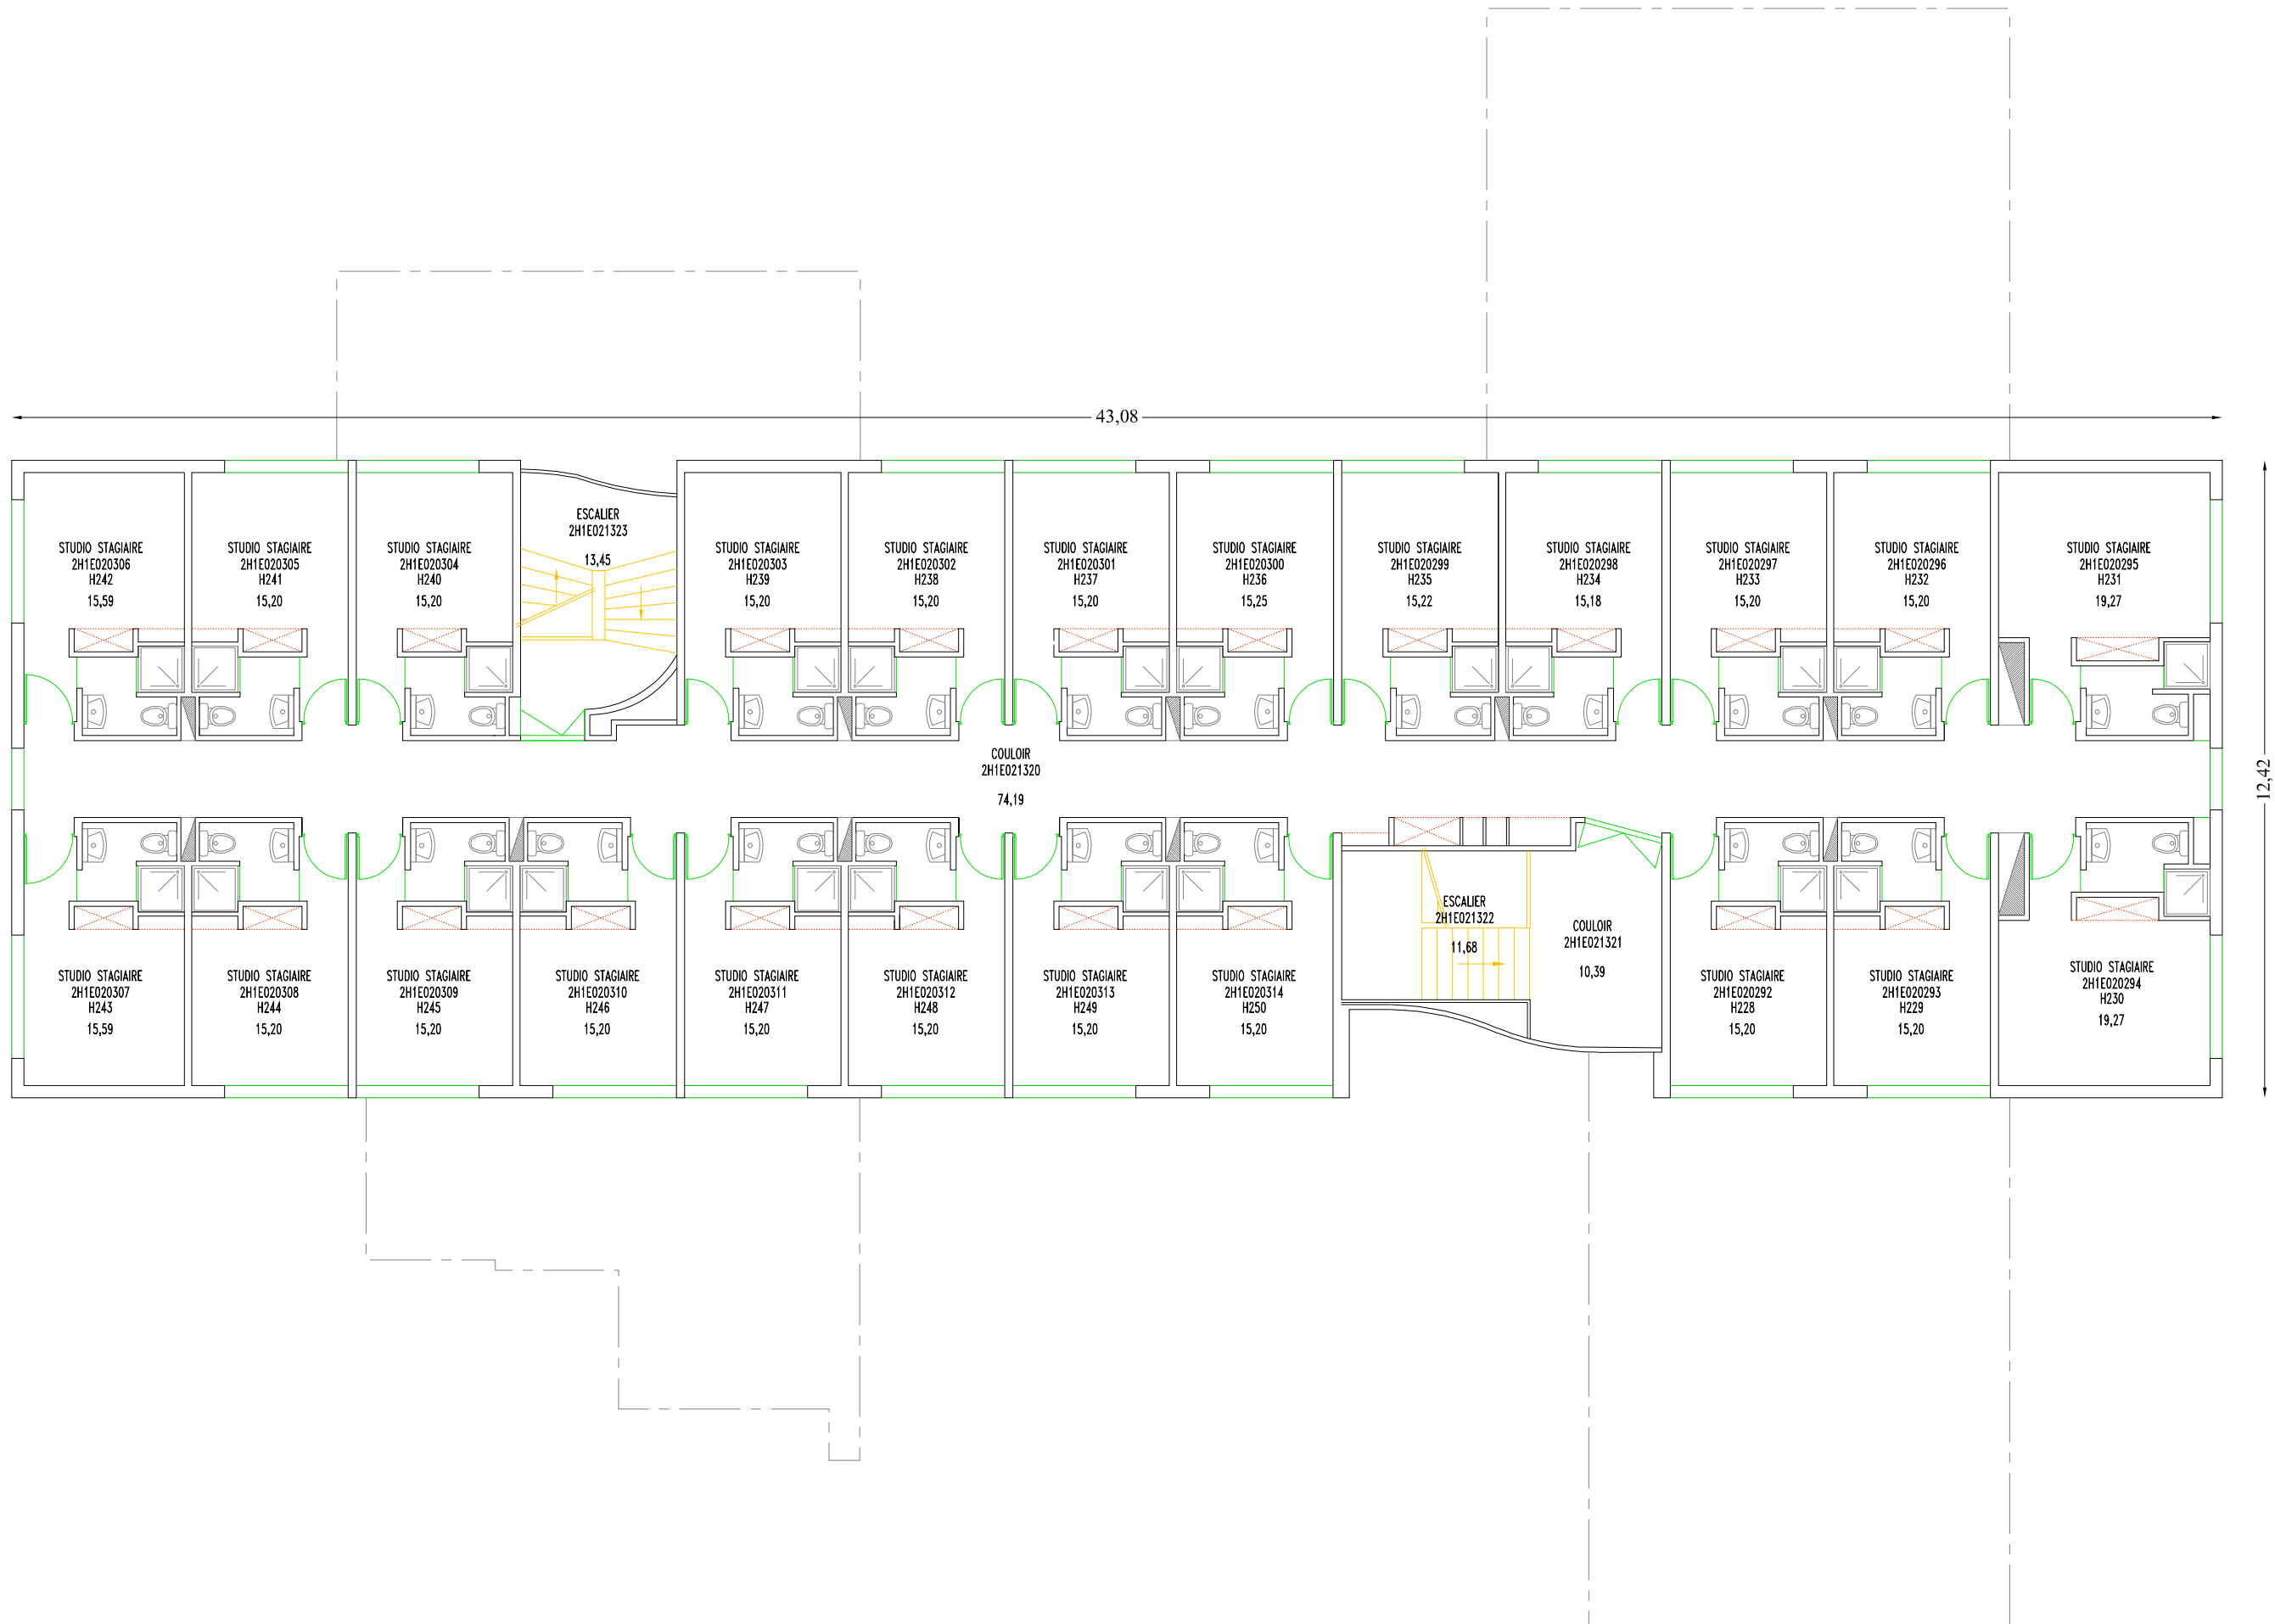 43,08
12,42
ESCALIER
2H1E021323
13,45
STUDIO STAGIAIRE
2H1E020306
H242
15,59
STUDIO STAGIAIRE
2H1E020305
H241
15,20
STUDIO STAGIAIRE
2H1E020304
H240
15,20
STUDIO STAGIAIRE
2H1E020303
H239
15,20
STUDIO STAGIAIRE
2H1E020302
H238
15,20
STUDIO STAGIAIRE
2H1E020301
H237
15,20
STUDIO STAGIAIRE
2H1E020300
H236
15,25
STUDIO STAGIAIRE
2H1E020299
H235
15,22
STUDIO STAGIAIRE
2H1E020298
H234
15,18
STUDIO STAGIAIRE
2H1E020297
H233
15,20
STUDIO STAGIAIRE
2H1E020296
H232
15,20
STUDIO STAGIAIRE
2H1E020295
H231
19,27
COULOIR
2H1E021320
74,19
STUDIO STAGIAIRE
2H1E020307
H243
15,59
STUDIO STAGIAIRE
2H1E020308
H244
15,20
STUDIO STAGIAIRE
2H1E020309
H245
15,20
STUDIO STAGIAIRE
2H1E020310
H246
15,20
STUDIO STAGIAIRE
2H1E020311
H247
15,20
STUDIO STAGIAIRE
2H1E020312
H248
15,20
STUDIO STAGIAIRE
2H1E020313
H249
15,20
STUDIO STAGIAIRE
2H1E020314
H250
15,20
ESCALIER
2H1E021322
11,68
COULOIR
2H1E021321
10,39
STUDIO STAGIAIRE
2H1E020292
H228
15,20
STUDIO STAGIAIRE
2H1E020293
H229
15,20
STUDIO STAGIAIRE
2H1E020294
H230
19,27